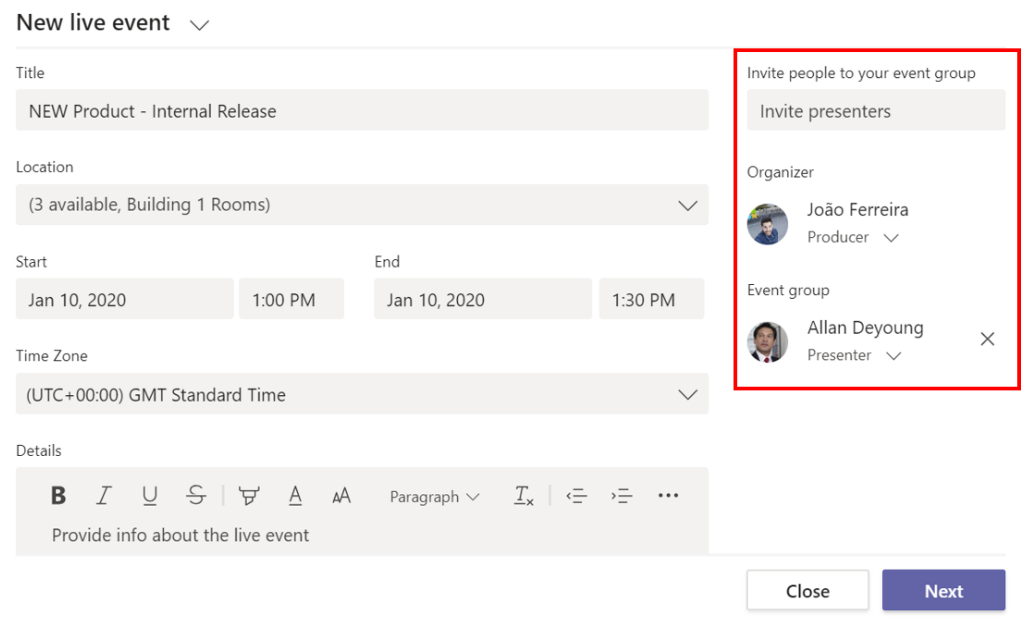 New live event
Title
NEW Product - Internal Release
Location
(3 available, Building 1 Rooms)
Start
End
Jan 10, 2020
1:00 PM
Jan 10, 2020
1:30 PM
Time Zone
(UTC+00:00) GMT Standard Time
Details
B I U S A AA Paragraph Tx
Provide info about the live event
Invite people to your event group
Invite presenters
Organizer
João Ferreira
Producer
Event group
Allan Deyoung
Presenter
Close
Next